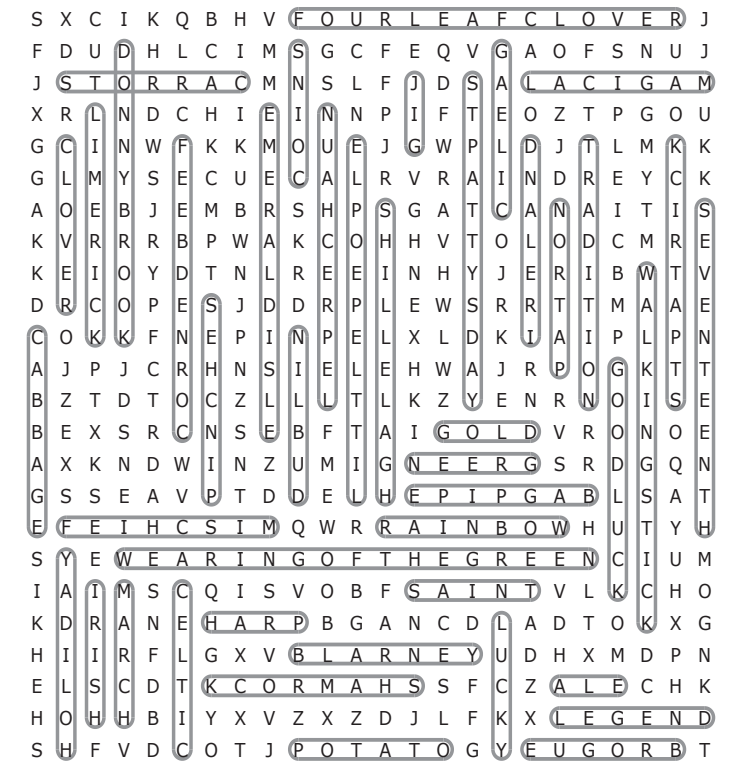 S X C I K Q B H V F O U R L E A F C L O V E R J
F D U D H L C I M S G C F E Q V G A O F S N U J
J S T O R R A C M N S L F J D S A L A C I G A M
X R L N D C H I E I N N P I F T E O Z T P G O U
G C I N W F K K M O U E J G W P L D J T L M K K
G L M Y S E C U E C A L R V R A I N D R E Y C K
A O E B J E M B R S H P S G A T C A N A I T I S
K V R R R B P W A K C O H H V T O L O D C M R E
K E I O Y D T N L R E E I N H Y J E R I B W T V
D R C O P E S J D D R P L E W S R R T T M A A E
C O K K F N E P I N P E L X L D K I A I P L P N
A J P J C R H N S I E L E H W A J R P O G K T T
B Z T D T O C Z L L L T L K Z Y E N R N O I S E
B E X S R C N S E B F T A I G O L D V R O N O E
A X K N D W I N Z U M I G N E E R G S R D G Q N
G S S E A V P T D D E L H E P I P G A B L S A T
E F E I H C S I M Q W R R A I N B O W H U T Y H
S Y E W E A R I N G O F T H E G R E E N C I U M
I A I M S C Q I S V O B F S A I N T V L K C H O
K D R A N E H A R P B G A N C D L A D T O K X G
H I I R F L G X V B L A R N E Y U D H X M D P N
E L S C D T K C O R M A H S S F C Z A L E C H K
H O H H B I Y X V Z X Z D J L F K X L E G E N D
S H F V D C O T J P O T A T O G Y E U G O R B T